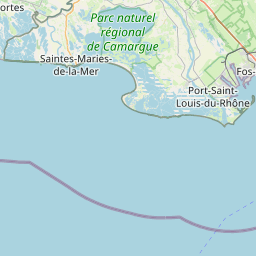 ortes
Parc naturel
régional
de Camargue
Saintes-Maries-
de-la-Mer
Fos-
Port-Saint-
Louis-du-Rhône